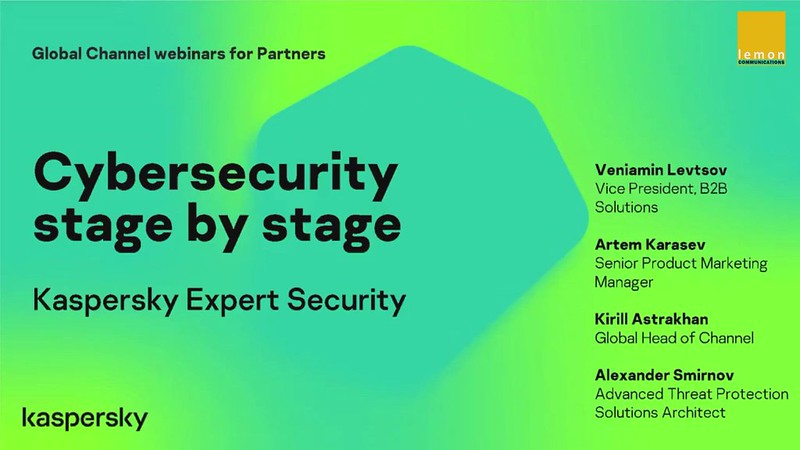 Global Channel webinars for Partners
lemon
COMMUNICATIONS
Cybersecurity
stage by stage
Kaspersky Expert Security
Veniamin Levtsov
Vice President, B2B
Solutions
Artem Karasev
Senior Product Marketing
Manager
Kirill Astrakhan
Global Head of Channel
Alexander Smirnov
Advanced Threat Protection
Solutions Architect
kaspersky